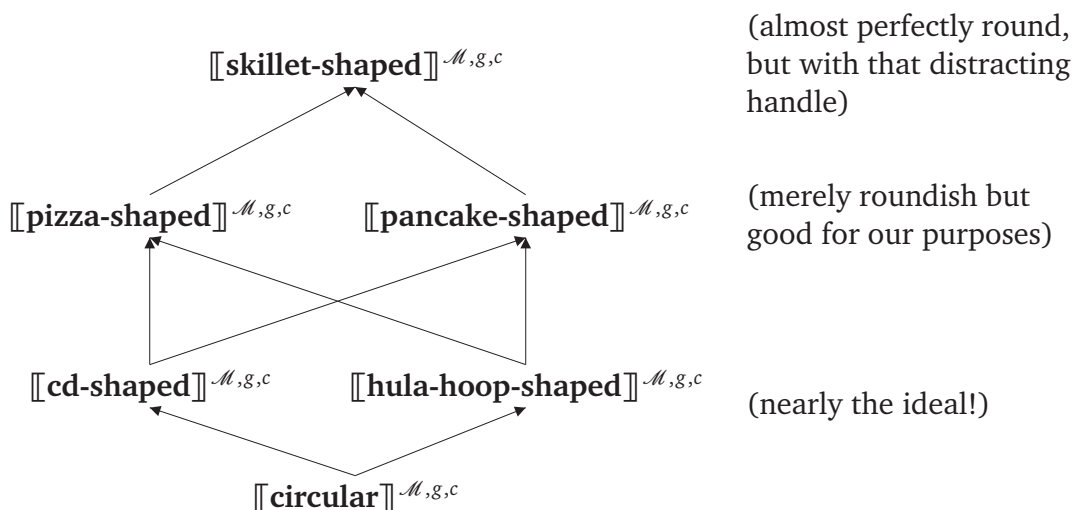 (almost perfectly round,
⟦skillet-shaped⟧ℳ,g,c
but with that distracting
handle)
⟦pizza-shaped⟧ℳ,g,c ⟦pancake-shaped⟧ℳ,g,c
(merely roundish but
good for our purposes)
⟦cd-shaped⟧ℳ,g,c ⟦hula-hoop-shaped⟧ℳ,g,c
(nearly the ideal!)
⟦circular⟧ℳ,g,c